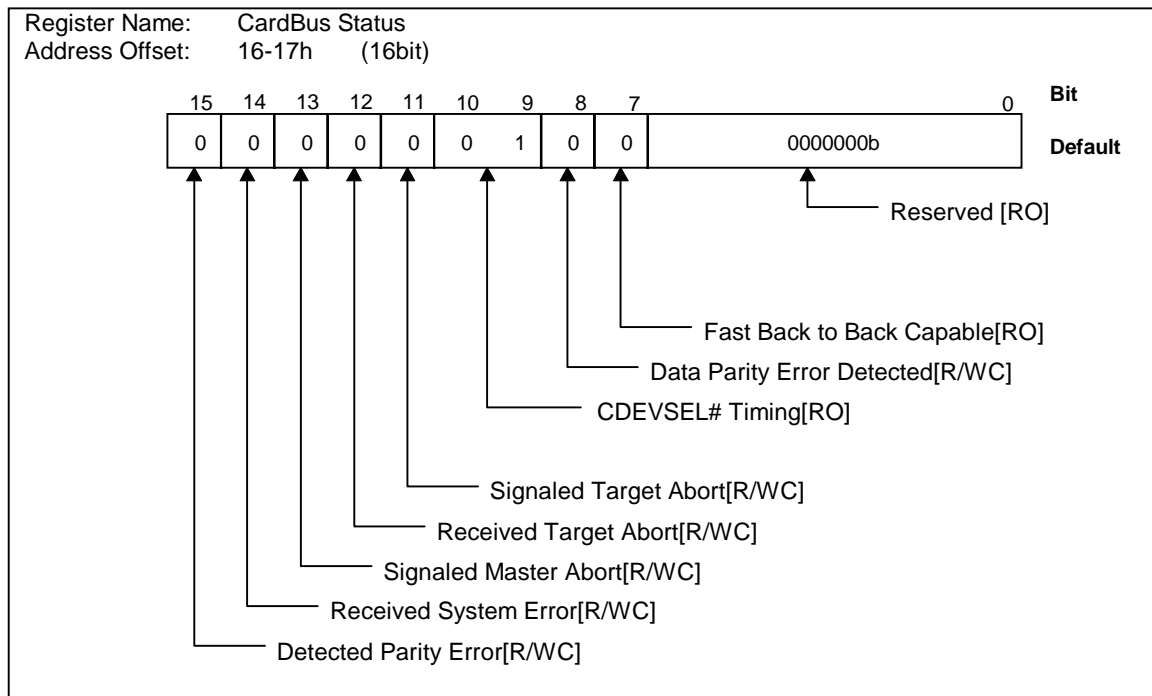 Register Name: CardBus Status
Address Offset: 16-17h (16bit)
15 14 13 12 11 10 9 8 7 0 Bit
0 0 0 0 0 0 1 0 0 0000000b Default
Reserved [RO]
Fast Back to Back Capable[RO]
Data Parity Error Detected[R/WC]
CDEVSEL# Timing[RO]
Signaled Target Abort[R/WC]
Received Target Abort[R/WC]
Signaled Master Abort[R/WC]
Received System Error[R/WC]
Detected Parity Error[R/WC]